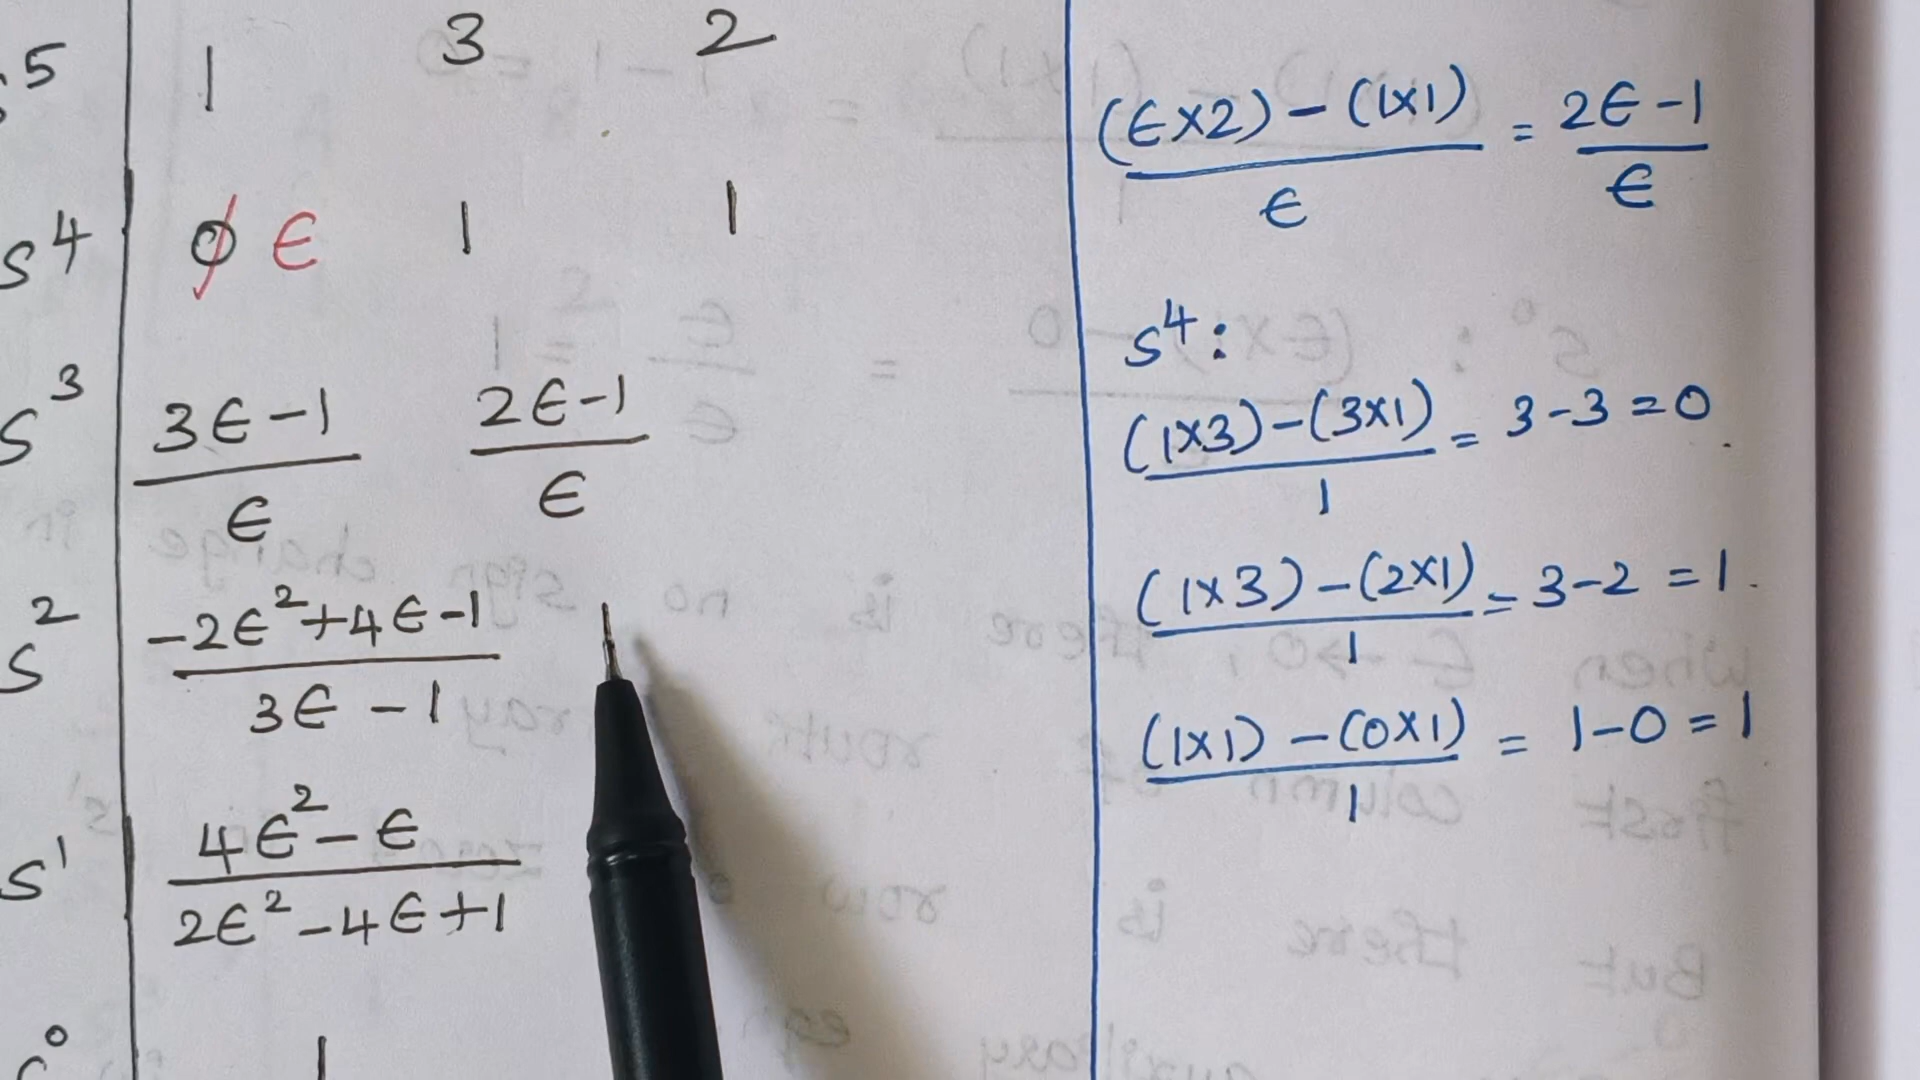 s⁵ 1 3 2
s⁴ 0 ϵ 1 1
s³ (3ϵ-1)/ϵ (2ϵ-1)/ϵ
s² (-2ϵ²+4ϵ-1)/(3ϵ-1)
s¹ (4ϵ²-ϵ)/(2ϵ²-4ϵ+1)
s⁰ 1
((ϵ×2)-(1×1))/ϵ = (2ϵ-1)/ϵ
s⁴:
((1×3)-(3×1))/1 = 3-3=0.
((1×3)-(2×1))/1 = 3-2=1.
((1×1)-(0×1))/1 = 1-0=1